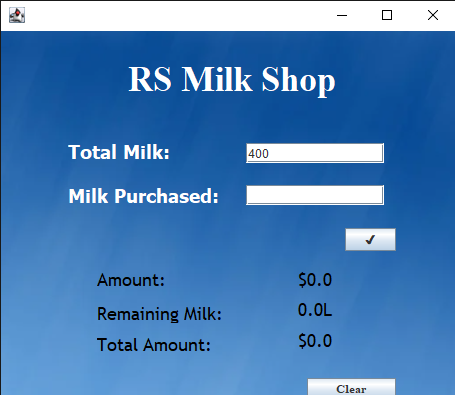 RS Milk Shop
Total Milk: 400
Milk Purchased:
✓
Amount: $0.0
Remaining Milk: 0.0L
Total Amount: $0.0
Clear